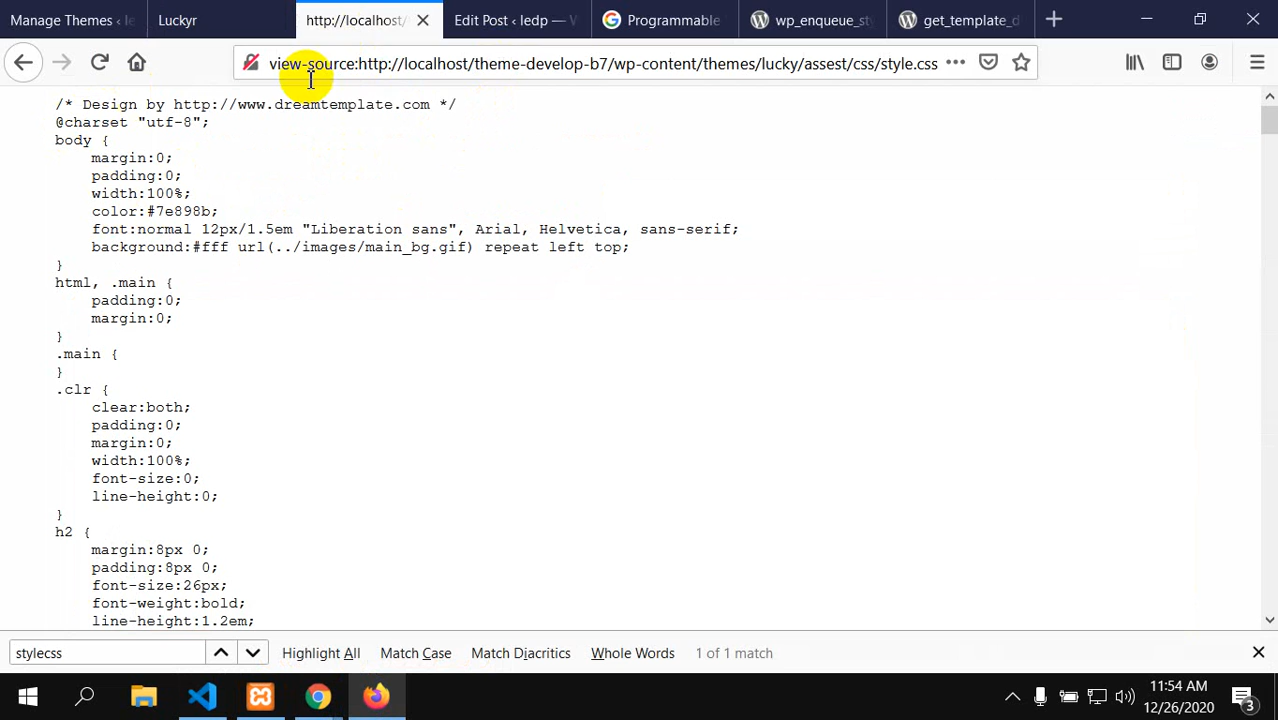 Manage Themes ‹ le
Luckyr
http://localhost/
Edit Post ‹ ledp — W
Programmable
wp_enqueue_sty
get_template_d
view-source:http://localhost/theme-develop-b7/wp-content/themes/lucky/assest/css/style.css
/* Design by http://www.dreamtemplate.com */
@charset "utf-8";
body {
margin:0;
padding:0;
width:100%;
color:#7e898b;
font:normal 12px/1.5em "Liberation sans", Arial, Helvetica, sans-serif;
background:#fff url(../images/main_bg.gif) repeat left top;
}
html, .main {
padding:0;
margin:0;
}
.main {
}
.clr {
clear:both;
padding:0;
margin:0;
width:100%;
font-size:0;
line-height:0;
}
h2 {
margin:8px 0;
padding:8px 0;
font-size:26px;
font-weight:bold;
line-height:1.2em;
stylecss
Highlight All
Match Case
Match Diacritics
Whole Words
1 of 1 match
11:54 AM
12/26/2020
3